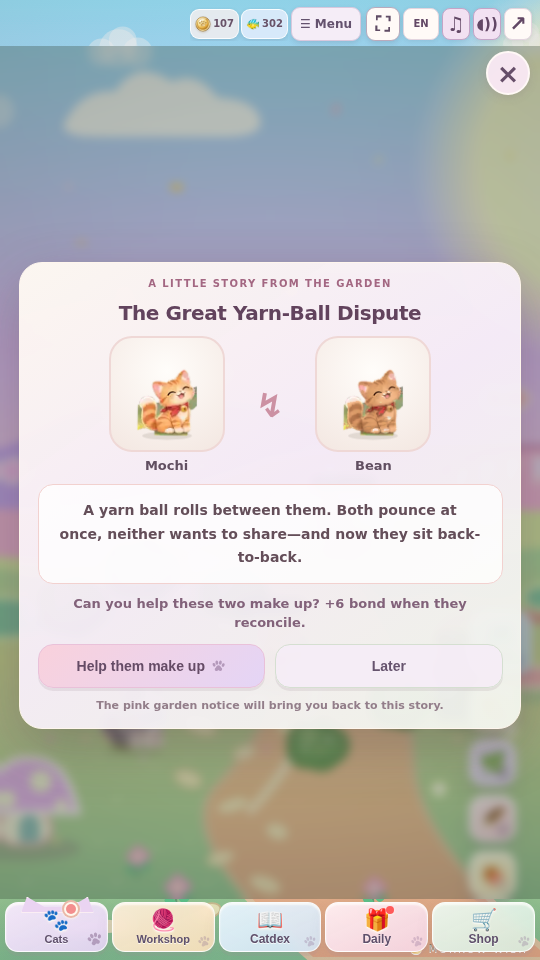 107
302
☰ Menu
EN
A LITTLE STORY FROM THE GARDEN
The Great Yarn-Ball Dispute
Mochi
Bean
A yarn ball rolls between them. Both pounce at
once, neither wants to share—and now they sit back-
to-back.
Can you help these two make up? +6 bond when they
reconcile.
Help them make up
Later
The pink garden notice will bring you back to this story.
Cats
Workshop
Catdex
Daily
Shop